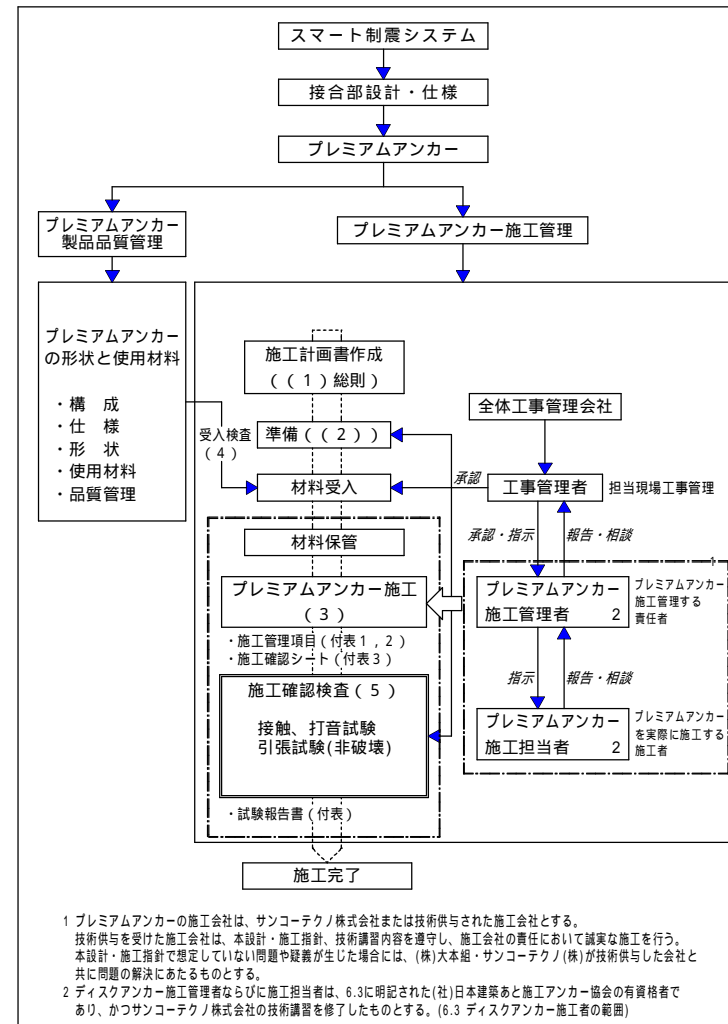 スマート制震システム
接合部設計・仕様
プレミアムアンカー
プレミアムアンカー
製品品質管理
プレミアムアンカー施工管理
プレミアムアンカー
の形状と使用材料
・構　成
・仕　様
・形　状
・使用材料
・品質管理
受入検査
(4)
施工計画書作成
((1)総則)
準備((2))
材料受入
材料保管
プレミアムアンカー施工
(3)
・施工管理項目(付表1,2)
・施工確認シート(付表3)
施工確認検査(5)
接触、打音試験
引張試験(非破壊)
・試験報告書(付表)
施工完了
全体工事管理会社
承認
工事管理者
担当現場工事管理
承認・指示
報告・相談
1
プレミアムアンカー
施工管理者 2
プレミアムアンカー
施工管理する
責任者
指示
報告・相談
プレミアムアンカー
施工担当者 2
プレミアムアンカー
を実際に施工する
施工者
1 プレミアムアンカーの施工会社は、サンコーテクノ株式会社または技術供与された施工会社とする。
技術供与を受けた施工会社は、本設計・施工指針、技術講習内容を遵守し、施工会社の責任において誠実な施工を行う。
本設計・施工指針で想定していない問題や疑義が生じた場合には、(株)大本組・サンコーテクノ(株)が技術供与した会社と
共に問題の解決にあたるものとする。
2 ディスクアンカー施工管理者ならびに施工担当者は、6.3に明記された(社)日本建築あと施工アンカー協会の有資格者で
あり、かつサンコーテクノ株式会社の技術講習を修了したものとする。(6.3 ディスクアンカー施工者の範囲)